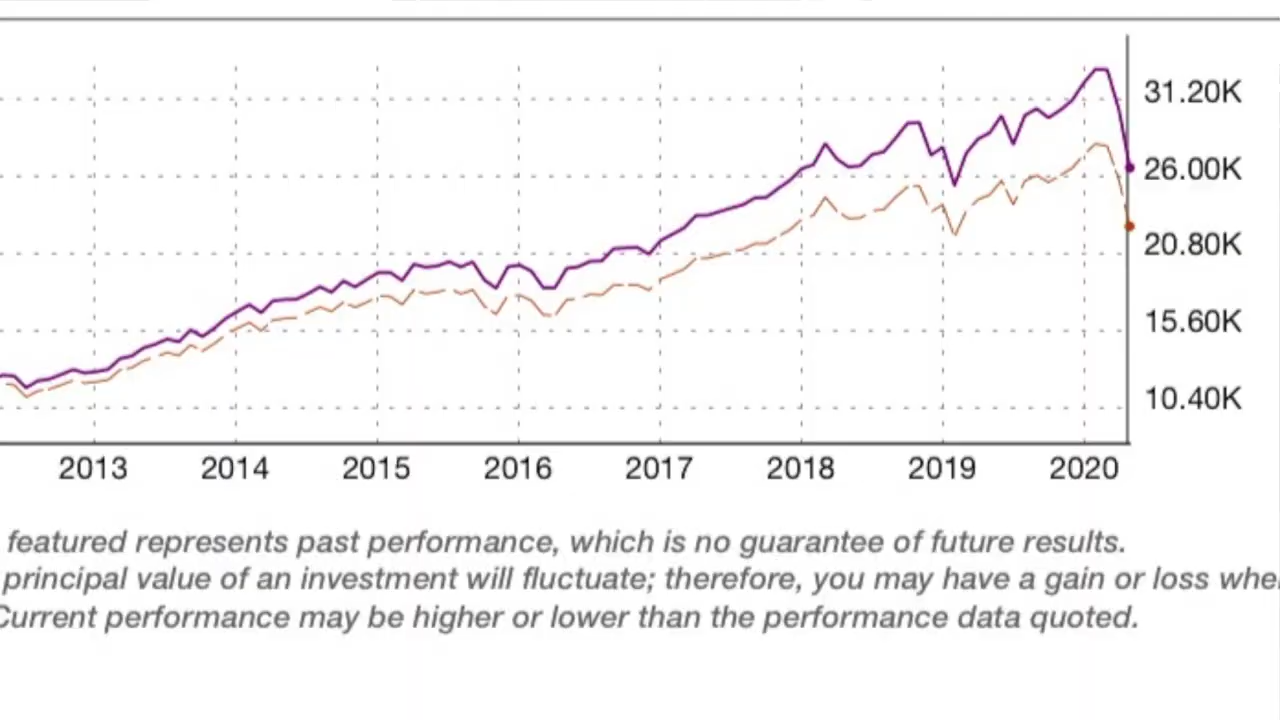 31.20K
26.00K
20.80K
15.60K
10.40K
2013 2014 2015 2016 2017 2018 2019 2020
featured represents past performance, which is no guarantee of future results.
principal value of an investment will fluctuate; therefore, you may have a gain or loss
Current performance may be higher or lower than the performance data quoted.